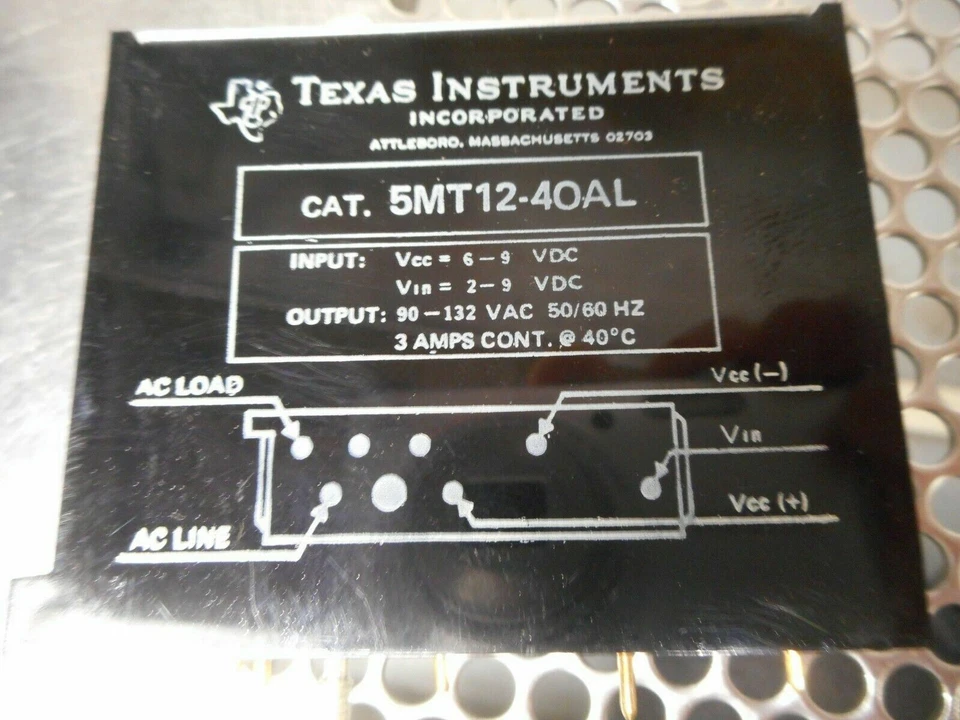 TEXAS INSTRUMENTS
INCORPORATED
ATTLEBORO, MASSACHUSETTS 02703
CAT. 5MT12-40AL
INPUT: Vcc = 6-9 VDC
Vin = 2-9 VDC
OUTPUT: 90-132 VAC 50/60 HZ
3 AMPS CONT. @ 40°C
AC LOAD
Vcc (-)
Vin
Vcc (+)
AC LINE